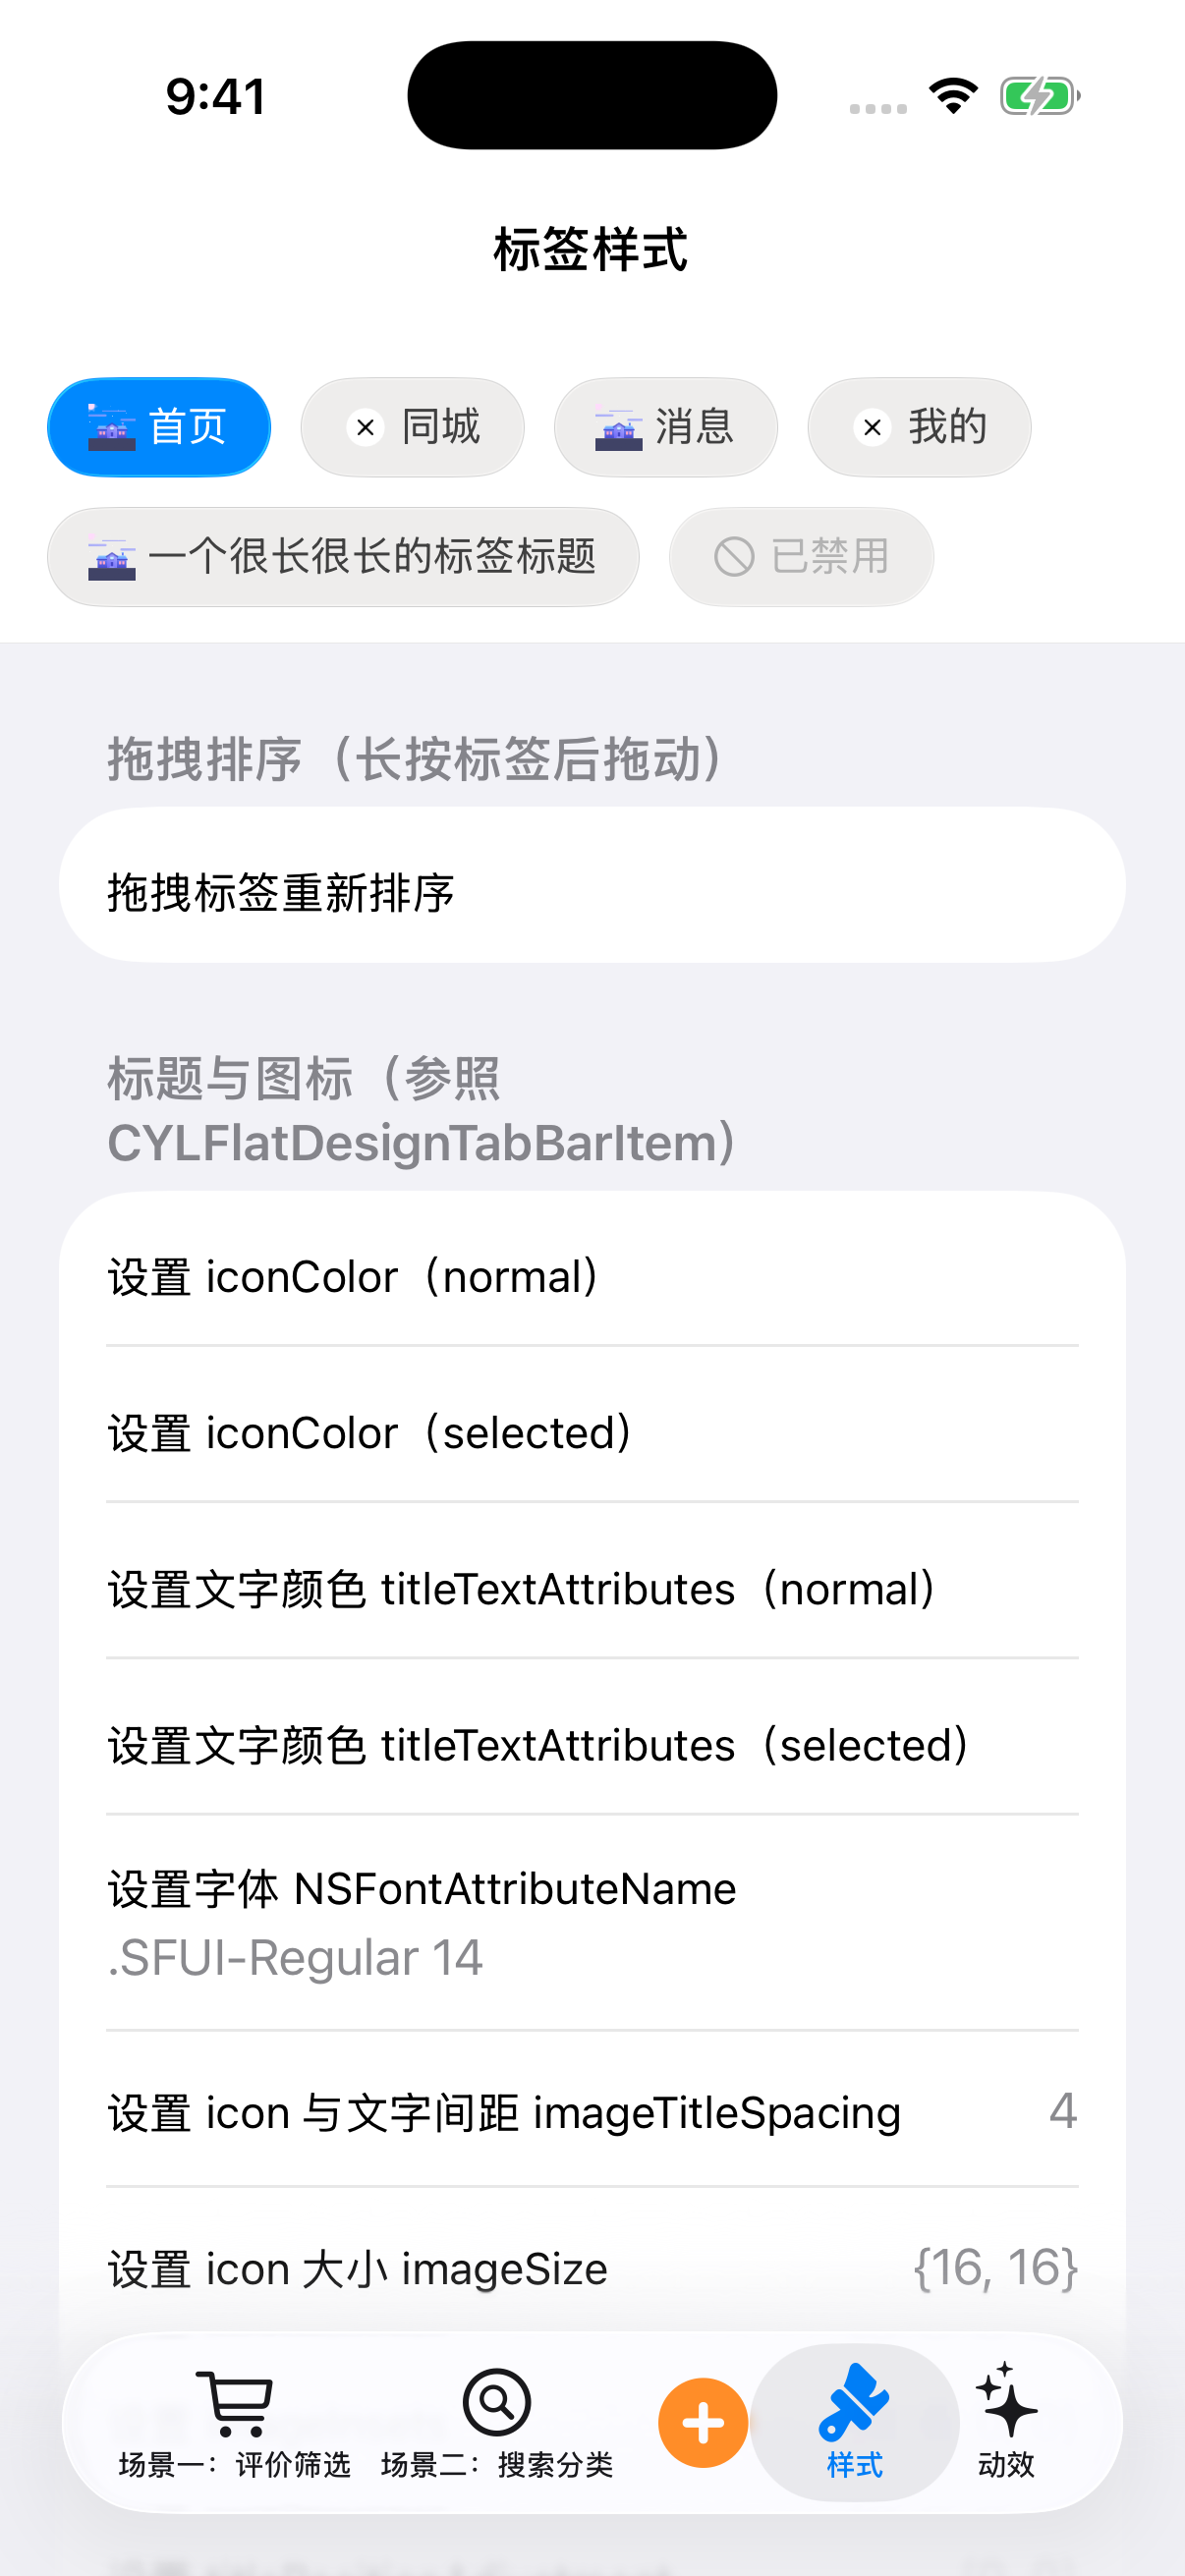 9:41
标签样式
首页
同城
消息
我的
一个很长很长的标签标题
已禁用
拖拽排序（长按标签后拖动）
拖拽标签重新排序
标题与图标（参照
CYLFlatDesignTabBarItem）
设置 iconColor（normal）
设置 iconColor（selected）
设置文字颜色 titleTextAttributes（normal）
设置文字颜色 titleTextAttributes（selected）
设置字体 NSFontAttributeName
.SFUI-Regular 14
设置 icon 与文字间距 imageTitleSpacing 4
设置 icon 大小 imageSize {16, 16}
场景一：评价筛选
场景二：搜索分类
样式
动效